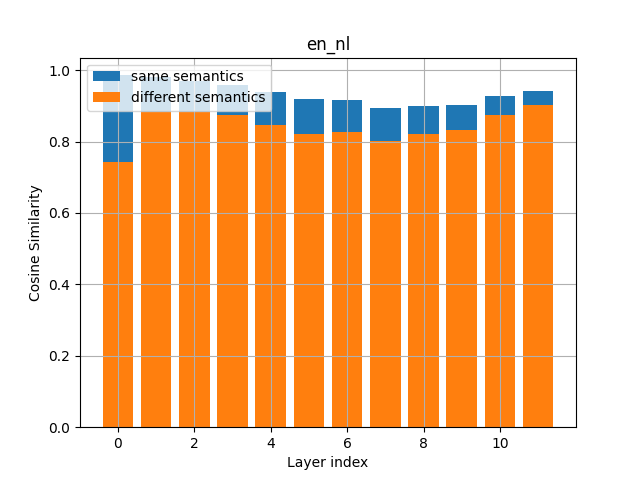 en_nl
same semantics
different semantics
1.0
0.8
0.6
0.4
0.2
0.0
Cosine Similarity
0 2 4 6 8 10
Layer index